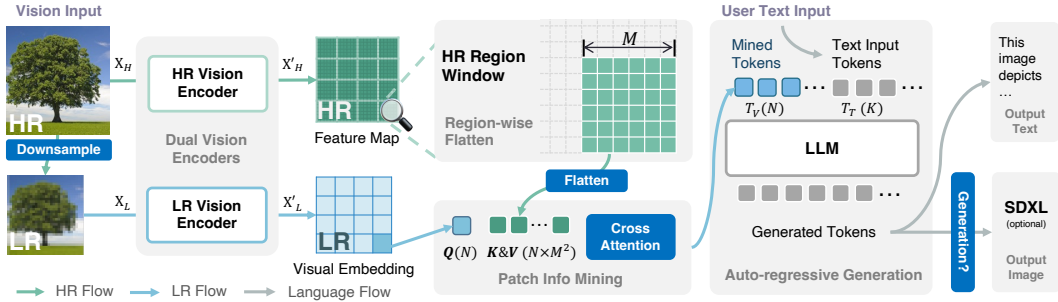 Vision Input
HR
X_H
HR Vision
Encoder
X'_H
HR
Feature Map
Downsample
Dual Vision
Encoders
LR
X_L
LR Vision
Encoder
X'_L
LR
Visual Embedding
HR Region
Window
M
Region-wise
Flatten
Flatten
Q(N)
K&V (N×M²)
Cross
Attention
Patch Info Mining
User Text Input
Mined
Tokens
Text Input
Tokens
T_V(N)
T_T(K)
LLM
Generated Tokens
Auto-regressive Generation
This
image
depicts
...
Output
Text
Generation?
SDXL
(optional)
Output
Image
HR Flow
LR Flow
Language Flow